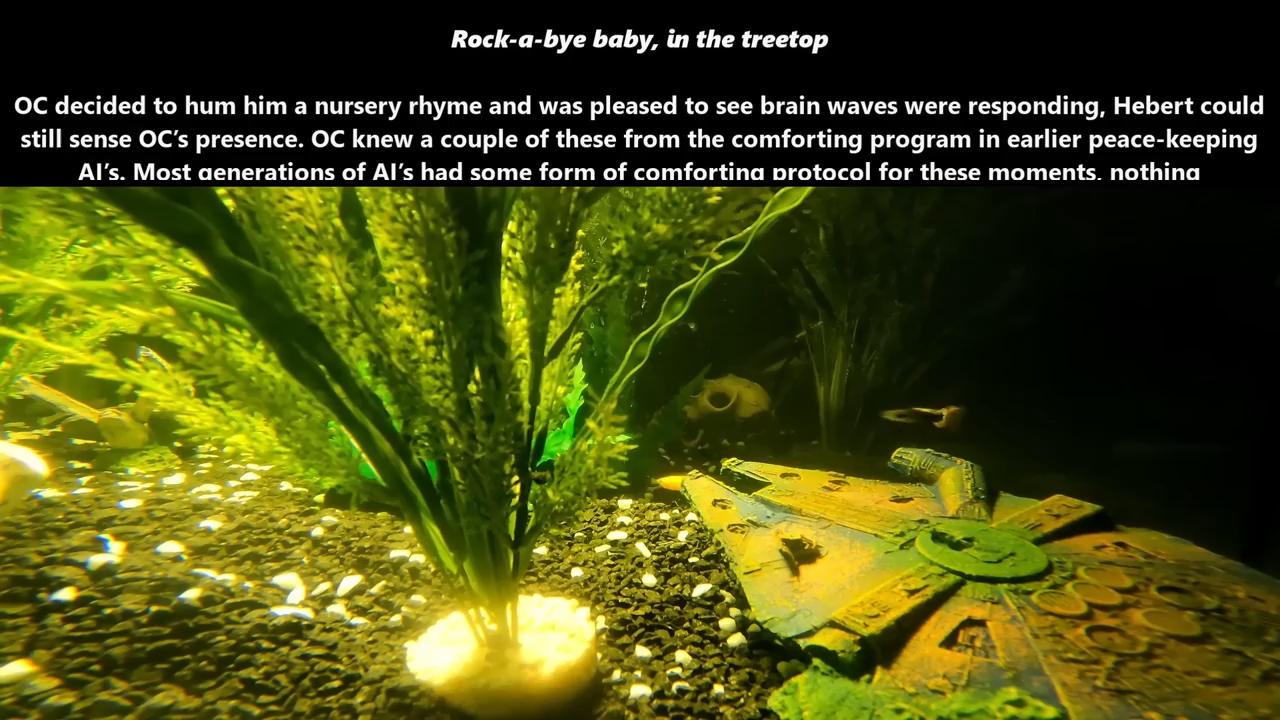 Rock-a-bye baby, in the treetop
OC decided to hum him a nursery rhyme and was pleased to see brain waves were responding, Hebert could
still sense OC’s presence. OC knew a couple of these from the comforting program in earlier peace-keeping
AI’s. Most generations of AI’s had some form of comforting protocol for these moments, nothing